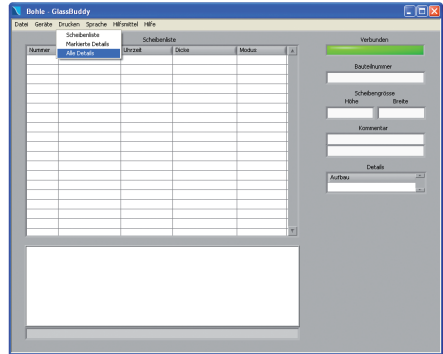 Bohle - GlassBuddy
Datei Geräte Drucken Sprache Hilfsmittel Hilfe
Scheibenliste
Markierte Details
Alle Details
Scheibenliste
Nummer Uhrzeit Dicke Modus
Verbunden
Bauteilnummer
Scheibengrösse
Höhe Breite
Kommentar
Details
Aufbau